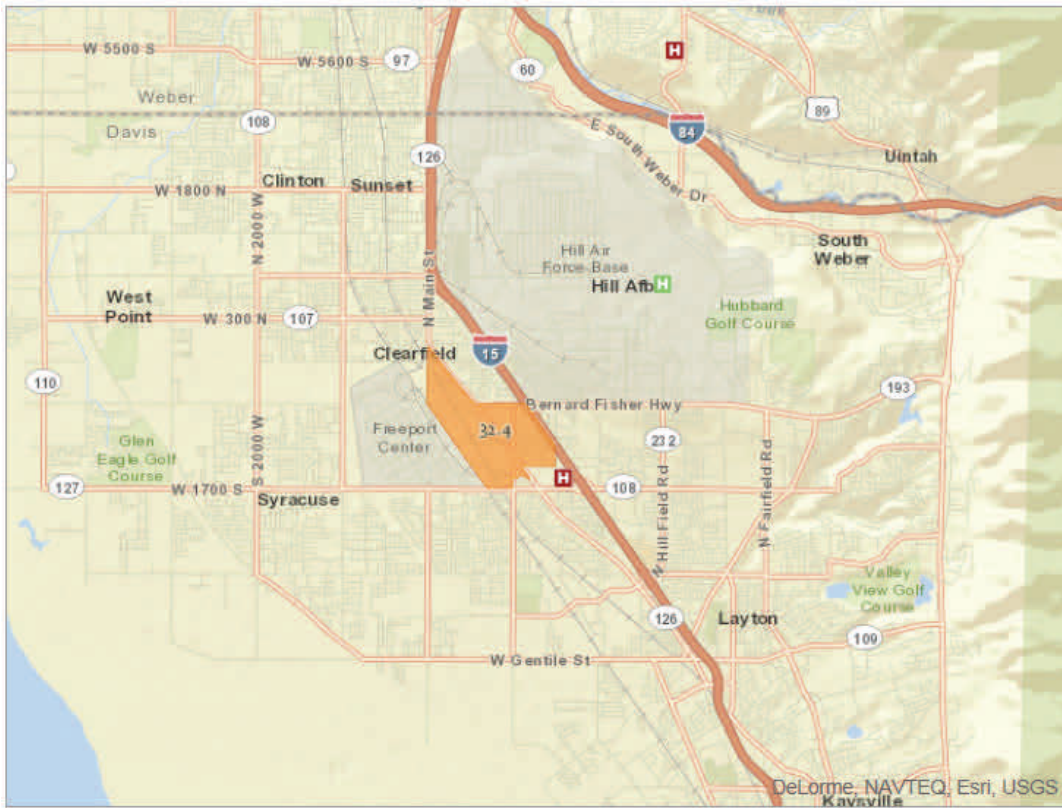 W 5500 S
W 5600 S
97
60
89
Weber
Davis
108
84
E South Weber Dr
126
Uintah
W 1800 N
Clinton
Sunset
N 2000 W
Hill Air
Force Base
Hill Afb
H
H
South
Weber
Hubbard
Golf Course
West
Point
W 300 N
107
N Main St
Clearfield
15
110
193
Bernard Fisher Hwy
32.4
Freeport
Center
232
Glen
Eagle Golf
Course
S 2000 W
N Hill Field Rd
N Fairfield Rd
127
W 1700 S
Syracuse
H
108
Valley
View Golf
Course
126
Layton
109
W Gentile St
DeLorme, NAVTEQ, Esri, USGS
Kaysville